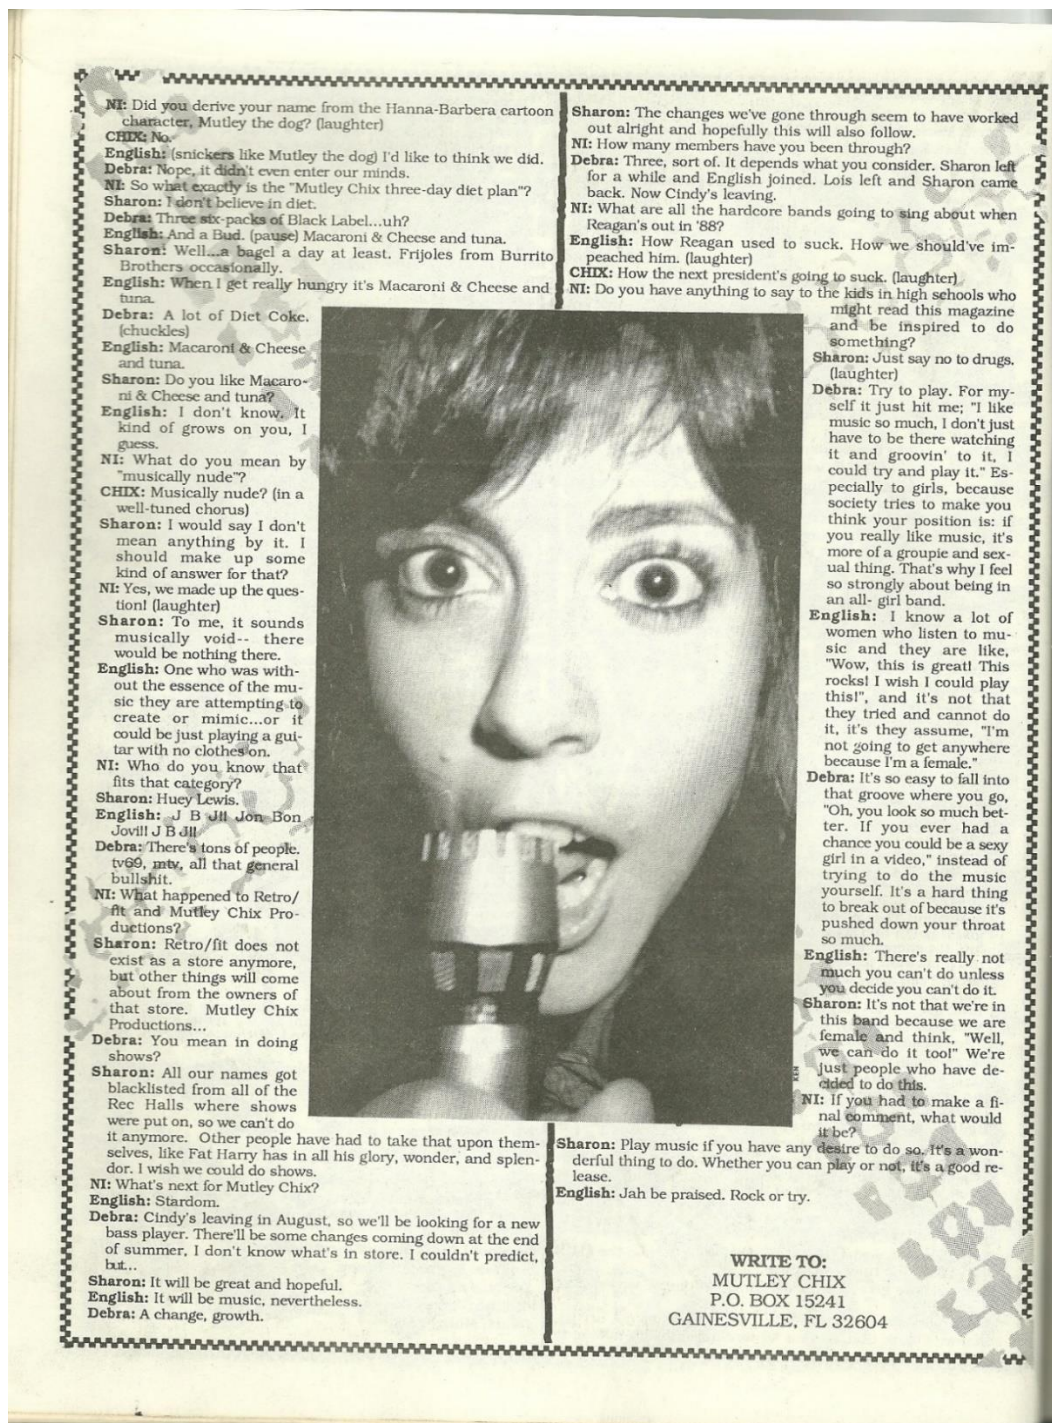 NI: Did you derive your name from the Hanna-Barbera cartoon
character, Mutley the dog? (laughter)
CHIX: No.
English: (snickers like Mutley the dog) I'd like to think we did.
Debra: Nope, it didn't even enter our minds.
NI: So what exactly is the "Mutley Chix three-day diet plan"?
Sharon: I don't believe in diet.
Debra: Three six-packs of Black Label...uh?
English: And a Bud. (pause) Macaroni & Cheese and tuna.
Sharon: Well...a bagel a day at least. Frijoles from Burrito
Brothers occasionally.
English: When I get really hungry it's Macaroni & Cheese and
tuna.
Debra: A lot of Diet Coke.
(chuckles)
English: Macaroni & Cheese
and tuna.
Sharon: Do you like Macaro-
ni & Cheese and tuna?
English: I don't know. It
kind of grows on you, I
guess.
NI: What do you mean by
"musically nude"?
CHIX: Musically nude? (in a
well-tuned chorus)
Sharon: I would say I don't
mean anything by it. I
should make up some
kind of answer for that?
NI: Yes, we made up the ques-
tion! (laughter)
Sharon: To me, it sounds
musically void-- there
would be nothing there.
English: One who was with-
out the essence of the mu-
sic they are attempting to
create or mimic...or it
could be just playing a gui-
tar with no clothes on.
NI: Who do you know that
fits that category?
Sharon: Huey Lewis.
English: J B J!! Jon Bon
Jovi!! J B J!!
Debra: There's tons of people.
tv69, mtv, all that general
bullshit.
NI: What happened to Retro/
fit and Mutley Chix Pro-
ductions?
Sharon: Retro/fit does not
exist as a store anymore,
but other things will come
about from the owners of
that store. Mutley Chix
Productions...
Debra: You mean in doing
shows?
Sharon: All our names got
blacklisted from all of the
Rec Halls where shows
were put on, so we can't do
it anymore. Other people have had to take that upon them-
selves, like Fat Harry has in all his glory, wonder, and splen-
dor. I wish we could do shows.
NI: What's next for Mutley Chix?
English: Stardom.
Debra: Cindy's leaving in August, so we'll be looking for a new
bass player. There'll be some changes coming down at the end
of summer, I don't know what's in store. I couldn't predict,
but...
Sharon: It will be great and hopeful.
English: It will be music, nevertheless.
Debra: A change, growth.
Sharon: The changes we've gone through seem to have worked
out alright and hopefully this will also follow.
NI: How many members have you been through?
Debra: Three, sort of. It depends what you consider. Sharon left
for a while and English joined. Lois left and Sharon came
back. Now Cindy's leaving.
NI: What are all the hardcore bands going to sing about when
Reagan's out in '88?
English: How Reagan used to suck. How we should've im-
peached him. (laughter)
CHIX: How the next president's going to suck. (laughter)
NI: Do you have anything to say to the kids in high schools who
might read this magazine
and be inspired to do
something?
Sharon: Just say no to drugs.
(laughter)
Debra: Try to play. For my-
self it just hit me; "I like
music so much, I don't just
have to be there watching
it and groovin' to it, I
could try and play it." Es-
pecially to girls, because
society tries to make you
think your position is: if
you really like music, it's
more of a groupie and sex-
ual thing. That's why I feel
so strongly about being in
an all- girl band.
English: I know a lot of
women who listen to mu-
sic and they are like,
"Wow, this is great! This
rocks! I wish I could play
this!", and it's not that
they tried and cannot do
it, it's they assume, "I'm
not going to get anywhere
because I'm a female."
Debra: It's so easy to fall into
that groove where you go,
"Oh, you look so much bet-
ter. If you ever had a
chance you could be a sexy
girl in a video," instead of
trying to do the music
yourself. It's a hard thing
to break out of because it's
pushed down your throat
so much.
English: There's really not
much you can't do unless
you decide you can't do it.
Sharon: It's not that we're in
this band because we are
female and think, "Well,
we can do it too!" We're
just people who have de-
cided to do this.
NI: If you had to make a fi-
nal comment, what would
it be?
Sharon: Play music if you have any desire to do so. It's a won-
derful thing to do. Whether you can play or not, it's a good re-
lease.
English: Jah be praised. Rock or try.
KEN
WRITE TO:
MUTLEY CHIX
P.O. BOX 15241
GAINESVILLE, FL 32604